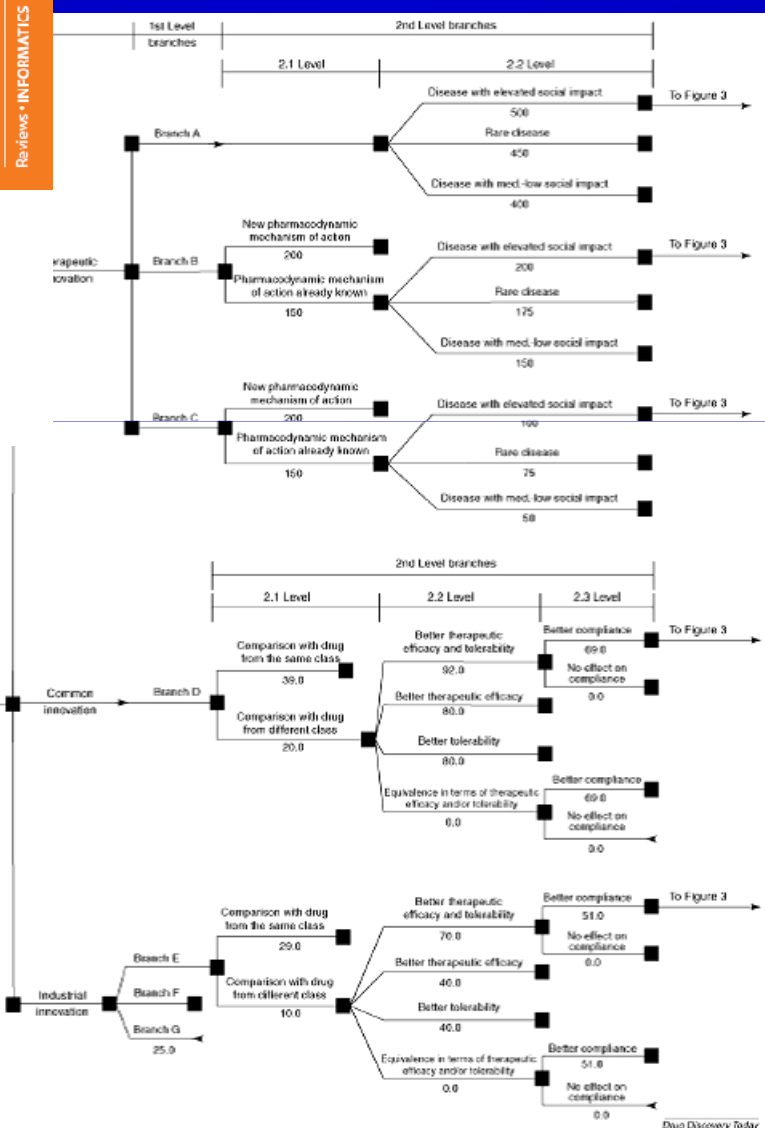 Reviews • INFORMATICS
1st Level
branches
2nd Level branches
2.1 Level
2.2 Level
Branch A
Disease with elevated social impact
500
To Figure 3
Rare disease
450
Disease with med.-low social impact
400
erapeutic
ovation
Branch B
New pharmacodynamic
mechanism of action
200
Pharmacodynamic mechanism
of action already known
150
Disease with elevated social impact
200
To Figure 3
Rare disease
175
Disease with med.-low social impact
150
Branch C
New pharmacodynamic
mechanism of action
200
Pharmacodynamic mechanism
of action already known
150
Disease with elevated social impact
100
To Figure 3
Rare disease
75
Disease with med.-low social impact
50
2nd Level branches
2.1 Level
2.2 Level
2.3 Level
Common
innovation
Branch D
Comparison with drug
from the same class
39.0
Comparison with drug
from different class
20.0
Better therapeutic
efficacy and tolerability
92.0
Better compliance
69.0
To Figure 3
No effect on
compliance
0.0
Better therapeutic efficacy
80.0
Better tolerability
80.0
Equivalence in terms of therapeutic
efficacy and/or tolerability
0.0
Better compliance
69.0
No effect on
compliance
0.0
Industrial
innovation
Branch E
Branch F
Branch G
25.0
Comparison with drug
from the same class
29.0
Comparison with drug
from different class
10.0
Better therapeutic
efficacy and tolerability
70.0
Better compliance
51.0
To Figure 3
No effect on
compliance
0.0
Better therapeutic efficacy
40.0
Better tolerability
40.0
Equivalence in terms of therapeutic
efficacy and/or tolerability
0.0
Better compliance
51.0
No effect on
compliance
0.0
Drug Discovery Today